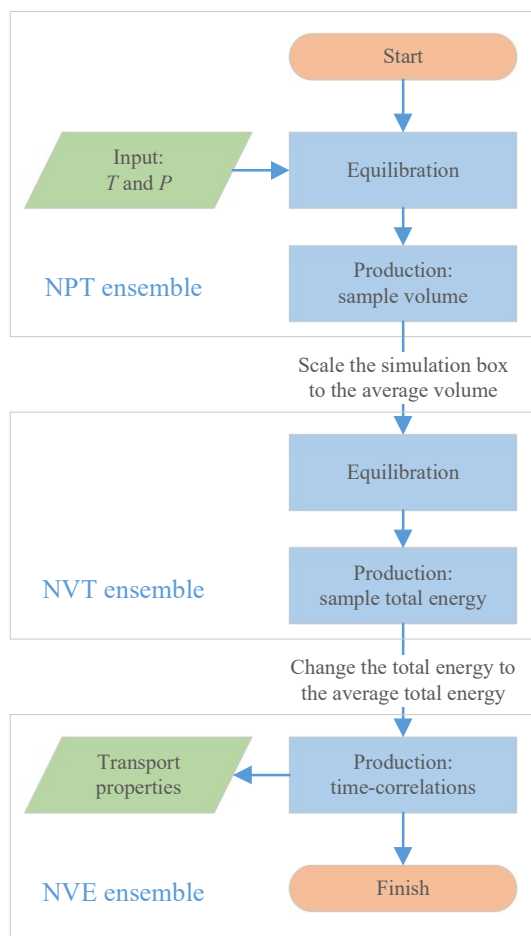 Start
Input:
T and P
Equilibration
NPT ensemble
Production:
sample volume
Scale the simulation box
to the average volume
Equilibration
NVT ensemble
Production:
sample total energy
Change the total energy to
the average total energy
Transport
properties
Production:
time-correlations
NVE ensemble
Finish